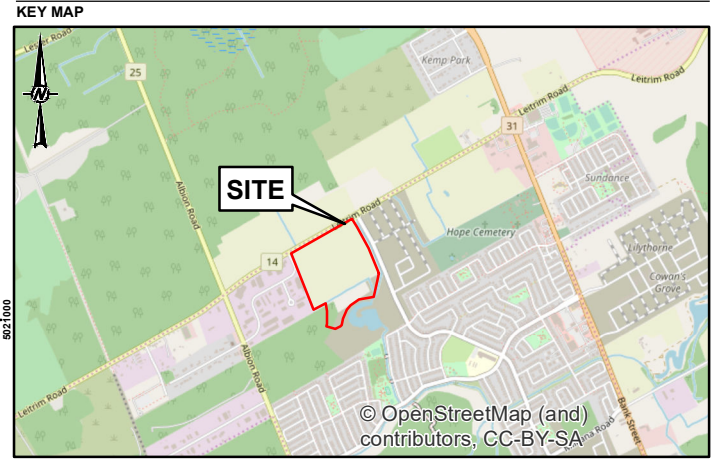 KEY MAP
Lester Road
25
Kemp Park
Leitrim Road
N
31
Albion Road
SITE
Sundance
Leitrim Road
Hope Cemetery
14
Lilythorne
Cowan's
Grove
5021000
Albion Road
Leitrim Road
Bank Street
© OpenStreetMap (and)
contributors, CC-BY-SA
Road